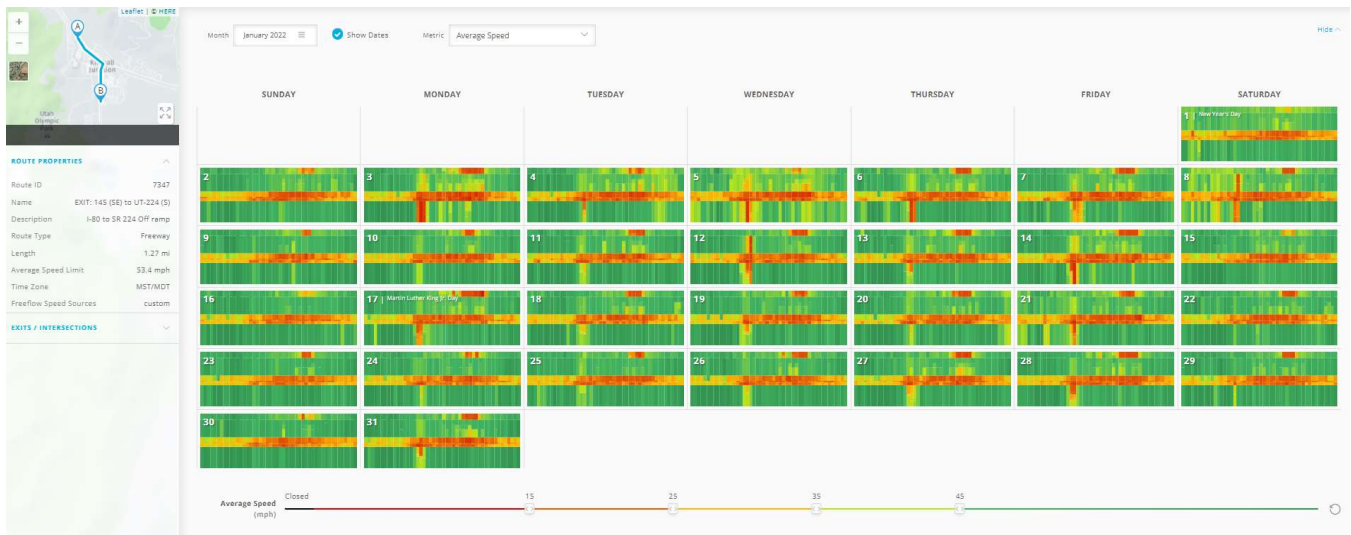 Leaflet | © HERE
+
−
A
B
Utah
Olympic
Park
ROUTE PROPERTIES
Route ID 7347
Name EXIT: 145 (SE) to UT-224 (S)
Description I-80 to SR 224 Off ramp
Route Type Freeway
Length 1.27 mi
Average Speed Limit 53.4 mph
Time Zone MST/MDT
Freeflow Speed Sources custom
EXITS / INTERSECTIONS
Month January 2022 Show Dates Metric Average Speed Hide
SUNDAY MONDAY TUESDAY WEDNESDAY THURSDAY FRIDAY SATURDAY
1 | New Year's Day
2 3 4 5 6 7 8
9 10 11 12 13 14 15
16 17 | Martin Luther King Jr. Day 18 19 20 21 22
23 24 25 26 27 28 29
30 31
Closed 15 25 35 45
Average Speed
(mph)